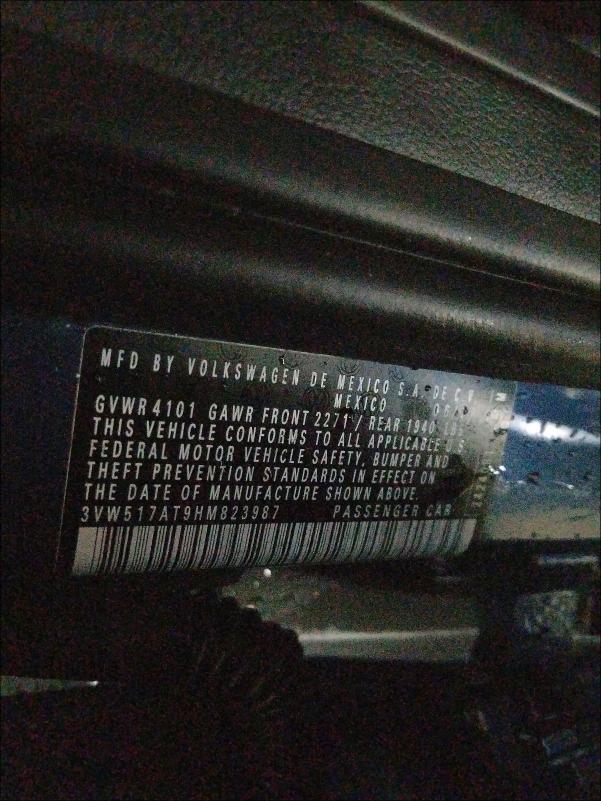 MFD BY VOLKSWAGEN DE MEXICO S.A. DE C.V.
MEXICO
GVWR 4101 GAWR FRONT 2271 / REAR 1940 LBS
THIS VEHICLE CONFORMS TO ALL APPLICABLE U.S.
FEDERAL MOTOR VEHICLE SAFETY, BUMPER AND
THEFT PREVENTION STANDARDS IN EFFECT ON
THE DATE OF MANUFACTURE SHOWN ABOVE.
3VW517AT9HM823987 PASSENGER CAR